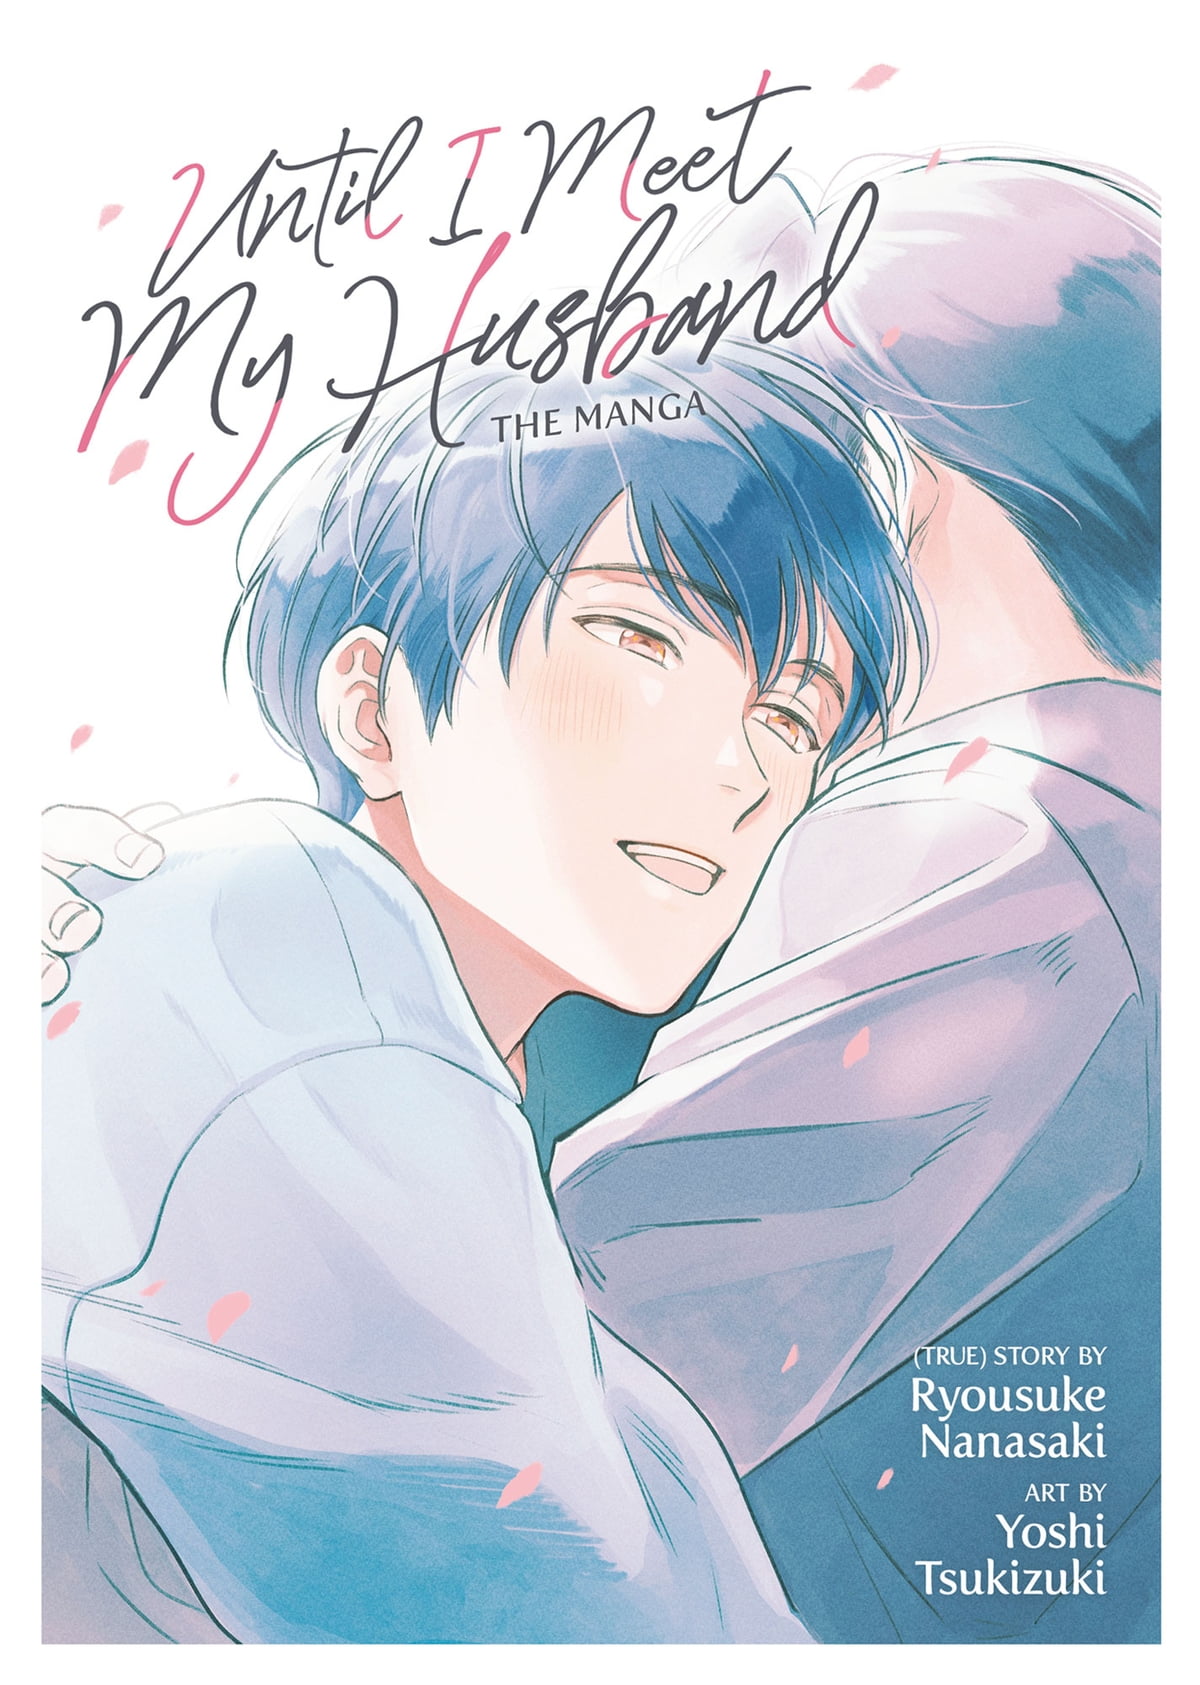 Until I Meet
My Husband
THE MANGA
(TRUE) STORY BY
Ryousuke
Nanasaki
ART BY
Yoshi
Tsukizuki